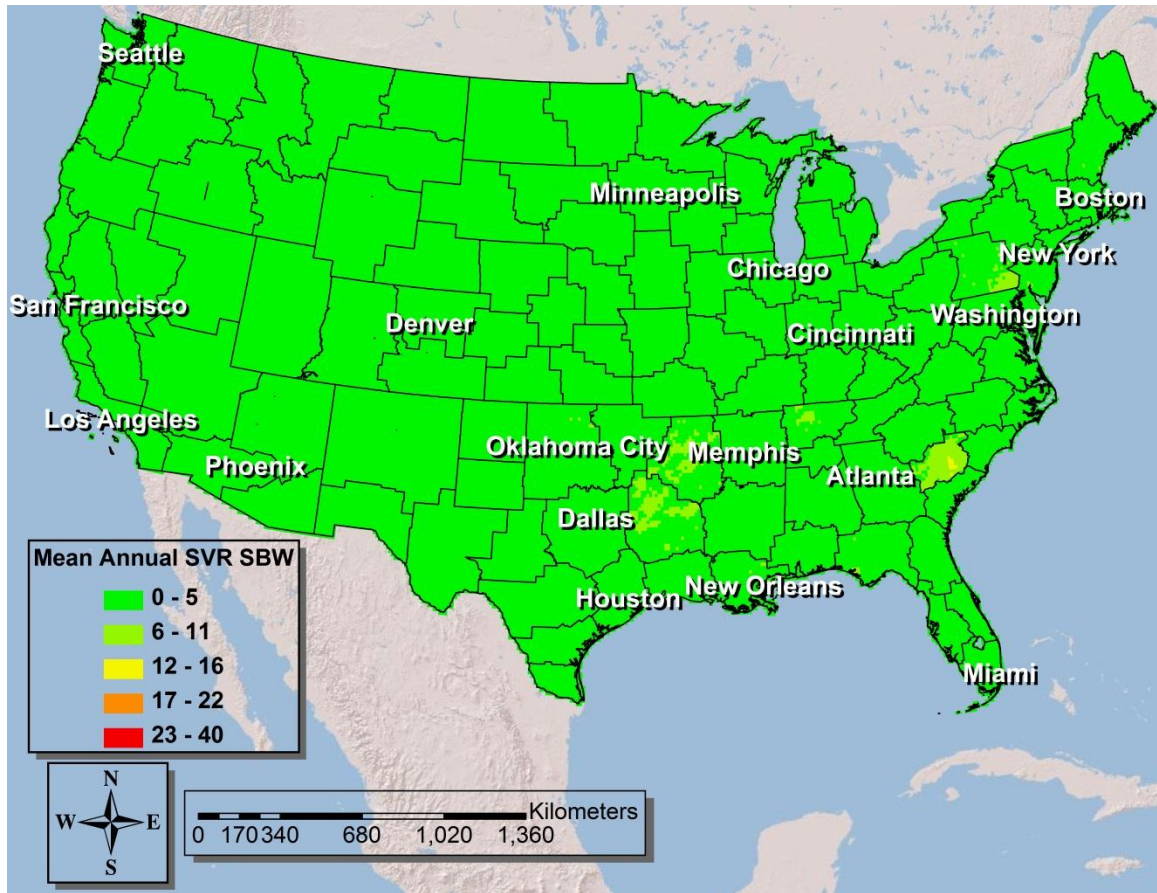 Seattle
Minneapolis
Boston
New York
Chicago
San Francisco
Denver
Washington
Cincinnati
Los Angeles
Oklahoma City
Memphis
Phoenix
Atlanta
Dallas
Houston
New Orleans
Miami
Mean Annual SVR SBW
0 - 5
6 - 11
12 - 16
17 - 22
23 - 40
N
W E
S
Kilometers
0 170 340 680 1,020 1,360